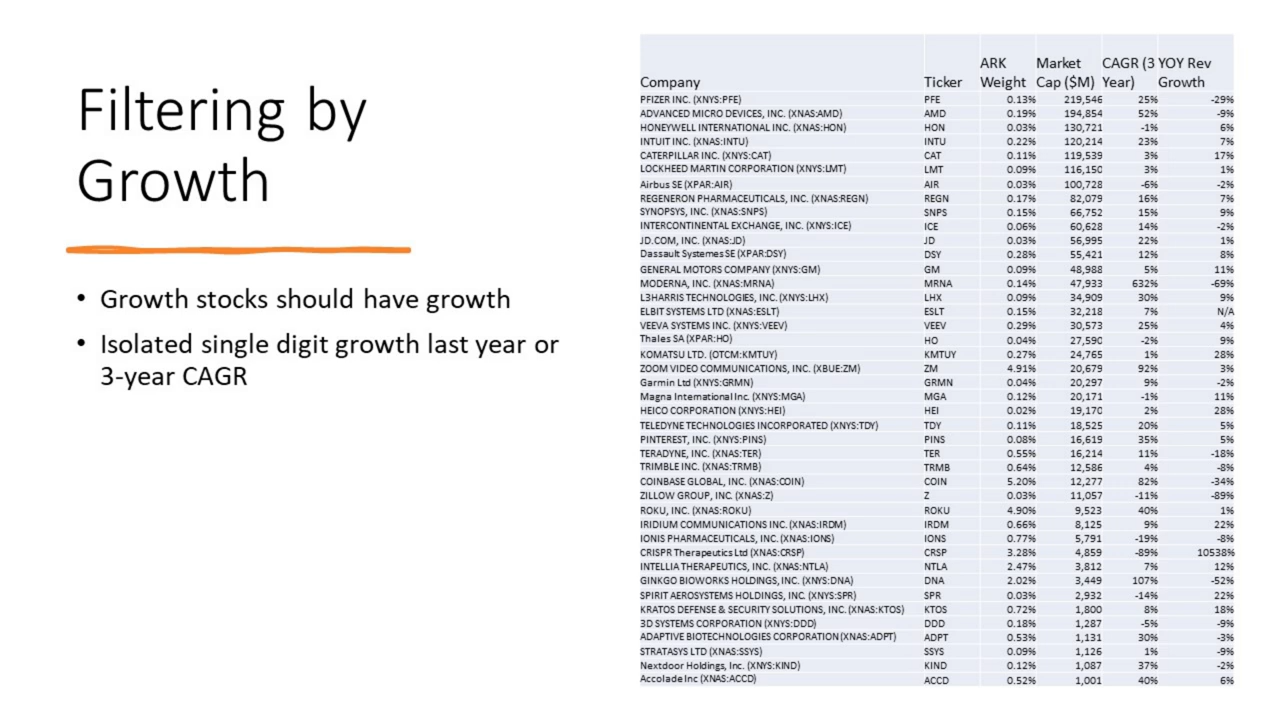 Filtering by
Growth
• Growth stocks should have growth
• Isolated single digit growth last year or
3-year CAGR
Company Ticker ARK Weight Market Cap ($M) CAGR (3 Year) YOY Rev Growth
PFIZER INC. (XNYS:PFE) PFE 0.13% 219,546 25% -29%
ADVANCED MICRO DEVICES, INC. (XNAS:AMD) AMD 0.19% 194,854 52% -9%
HONEYWELL INTERNATIONAL INC. (XNAS:HON) HON 0.03% 130,721 -1% 6%
INTUIT INC. (XNAS:INTU) INTU 0.22% 120,214 23% 7%
CATERPILLAR INC. (XNYS:CAT) CAT 0.11% 119,539 3% 17%
LOCKHEED MARTIN CORPORATION (XNYS:LMT) LMT 0.09% 116,150 3% 1%
Airbus SE (XPAR:AIR) AIR 0.03% 100,728 -6% -2%
REGENERON PHARMACEUTICALS, INC. (XNAS:REGN) REGN 0.17% 82,079 16% 7%
SYNOPSYS, INC. (XNAS:SNPS) SNPS 0.15% 66,752 15% 9%
INTERCONTINENTAL EXCHANGE, INC. (XNYS:ICE) ICE 0.06% 60,628 14% -2%
JD.COM, INC. (XNAS:JD) JD 0.03% 56,995 22% 1%
Dassault Systemes SE (XPAR:DSY) DSY 0.28% 55,421 12% 8%
GENERAL MOTORS COMPANY (XNYS:GM) GM 0.09% 48,988 5% 11%
MODERNA, INC. (XNAS:MRNA) MRNA 0.14% 47,933 632% -69%
L3HARRIS TECHNOLOGIES, INC. (XNYS:LHX) LHX 0.09% 34,909 30% 9%
ELBIT SYSTEMS LTD (XNAS:ESLT) ESLT 0.15% 32,218 7% N/A
VEEVA SYSTEMS INC. (XNYS:VEEV) VEEV 0.29% 30,573 25% 4%
Thales SA (XPAR:HO) HO 0.04% 27,590 -2% 9%
KOMATSU LTD. (OTCM:KMTUY) KMTUY 0.27% 24,765 1% 28%
ZOOM VIDEO COMMUNICATIONS, INC. (XBUE:ZM) ZM 4.91% 20,679 92% 3%
Garmin Ltd (XNYS:GRMN) GRMN 0.04% 20,297 9% -2%
Magna International Inc. (XNYS:MGA) MGA 0.12% 20,171 -1% 11%
HEICO CORPORATION (XNYS:HEI) HEI 0.02% 19,170 2% 28%
TELEDYNE TECHNOLOGIES INCORPORATED (XNYS:TDY) TDY 0.11% 18,525 20% 5%
PINTEREST, INC. (XNYS:PINS) PINS 0.08% 16,619 35% 5%
TERADYNE, INC. (XNAS:TER) TER 0.55% 16,214 11% -18%
TRIMBLE INC. (XNAS:TRMB) TRMB 0.64% 12,586 4% -8%
COINBASE GLOBAL, INC. (XNAS:COIN) COIN 5.20% 12,277 82% -34%
ZILLOW GROUP, INC. (XNAS:Z) Z 0.03% 11,057 -11% -89%
ROKU, INC. (XNAS:ROKU) ROKU 4.90% 9,523 40% 1%
IRIDIUM COMMUNICATIONS INC. (XNAS:IRDM) IRDM 0.66% 8,125 9% 22%
IONIS PHARMACEUTICALS, INC. (XNAS:IONS) IONS 0.77% 5,791 -19% -8%
CRISPR Therapeutics Ltd (XNAS:CRSP) CRSP 3.28% 4,859 -89% 10538%
INTELLIA THERAPEUTICS, INC. (XNAS:NTLA) NTLA 2.47% 3,812 7% 12%
GINKGO BIOWORKS HOLDINGS, INC. (XNYS:DNA) DNA 2.02% 3,449 107% -52%
SPIRIT AEROSYSTEMS HOLDINGS, INC. (XNYS:SPR) SPR 0.03% 2,932 -14% 22%
KRATOS DEFENSE & SECURITY SOLUTIONS, INC. (XNAS:KTOS) KTOS 0.72% 1,800 8% 18%
3D SYSTEMS CORPORATION (XNYS:DDD) DDD 0.18% 1,287 -5% -9%
ADAPTIVE BIOTECHNOLOGIES CORPORATION (XNAS:ADPT) ADPT 0.53% 1,131 30% -3%
STRATASYS LTD (XNAS:SSYS) SSYS 0.09% 1,126 1% -9%
Nextdoor Holdings, Inc. (XNYS:KIND) KIND 0.12% 1,087 37% -2%
Accolade Inc (XNAS:ACCD) ACCD 0.52% 1,001 40% 6%